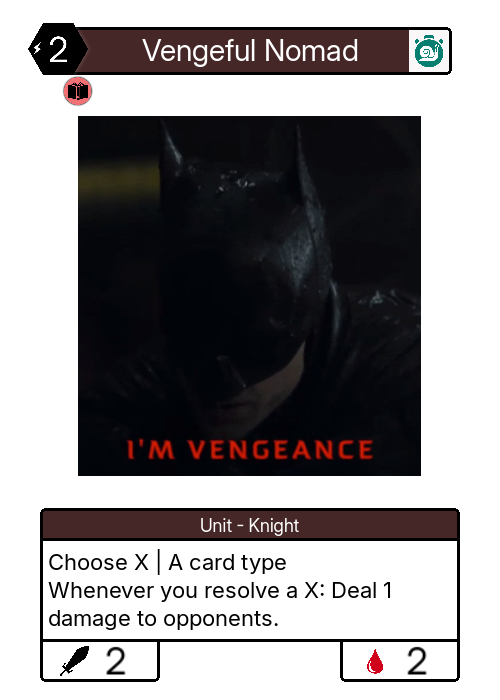 2
Vengeful Nomad
I'M VENGEANCE
Unit - Knight
Choose X | A card type
Whenever you resolve a X: Deal 1
damage to opponents.
2
2